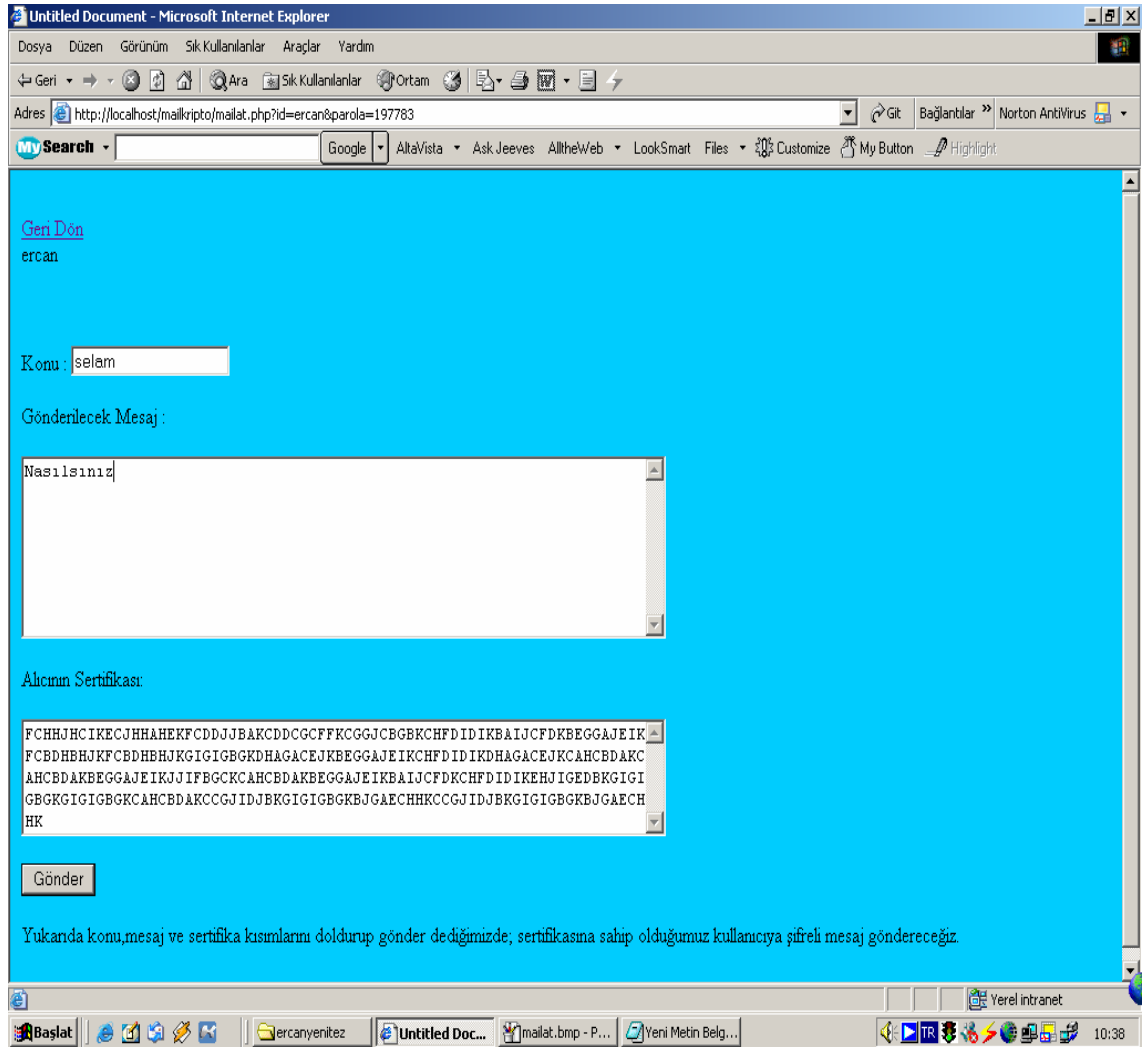 Untitled Document - Microsoft Internet Explorer
Dosya Düzen Görünüm Sık Kullanılanlar Araçlar Yardım
Geri Ara Sık Kullanılanlar Ortam
Adres http://localhost/mailkripto/mailat.php?id=ercan&parola=197783 Git Bağlantılar » Norton AntiVirus
My Search Google AltaVista Ask Jeeves AlltheWeb LookSmart Files Customize My Button Highlight
Geri Dön
ercan
Konu : selam
Gönderilecek Mesaj :
Nasılsınız
Alıcının Sertifikası:
FCHHJHCIKECJHHAHEKFCDDJJBAKCDDCGCFFKCGGJCBGBKCHFDIDIKBAIJCFDKBEGGAJEIK
FCBDHBHJKFCBDHBHJKGIGIGBGKDHAGACEJKBEGGAJEIKCHFDIDIKDHAGACEJKCAHCBDAKC
AHCBDAKBEGGAJEIKJJIFBGCKCAHCBDAKBEGGAJEIKBAIJCFDKCHFDIDIKEHJIGEDBKGIGI
GBGKGIGIGBGKCAHCBDAKCCGJIDJBKGIGIGBGKBJGAECHHKCCGJIDJBKGIGIGBGKBJGAECH
HK
Gönder
Yukarıda konu,mesaj ve sertifika kısımlarını doldurup gönder dediğimizde; sertifikasına sahip olduğumuz kullanıcıya şifreli mesaj göndereceğiz.
Yerel intranet
Başlat ercanyenitez Untitled Doc... mailat.bmp - P... Yeni Metin Belg... TR 10:38